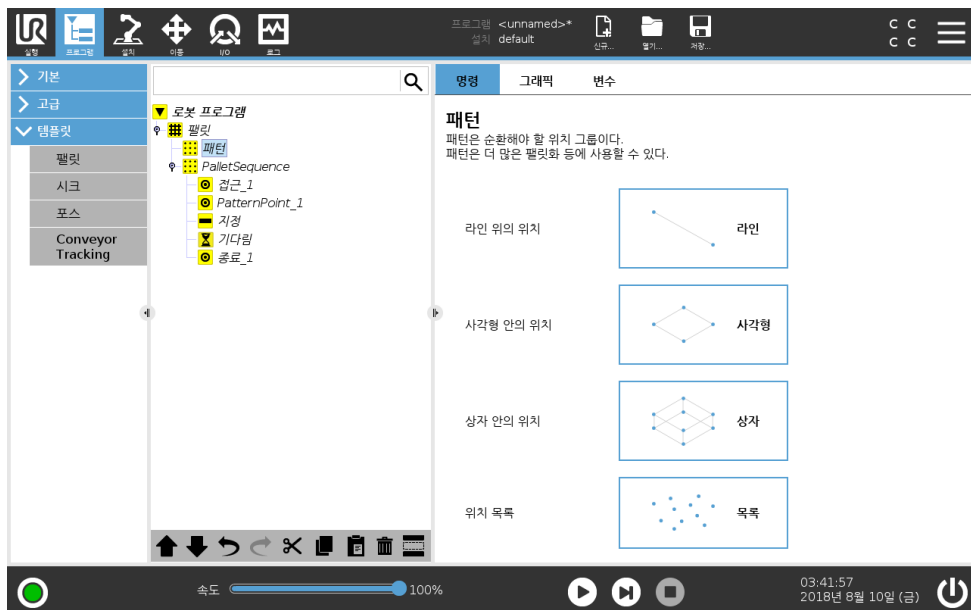 프로그램 <unnamed>*
설치 default
실행
프로그램
설치
이동
I/O
로그
신규...
열기...
저장...
C C
C C
기본
고급
템플릿
팰릿
시크
포스
Conveyor
Tracking
로봇 프로그램
팰릿
패턴
PalletSequence
접근_1
PatternPoint_1
지정
기다림
종료_1
명령
그래픽
변수
패턴
패턴은 순환해야 할 위치 그룹이다.
패턴은 더 많은 팰릿화 등에 사용할 수 있다.
라인 위의 위치
라인
사각형 안의 위치
사각형
상자 안의 위치
상자
위치 목록
목록
속도
100%
03:41:57
2018년 8월 10일 (금)